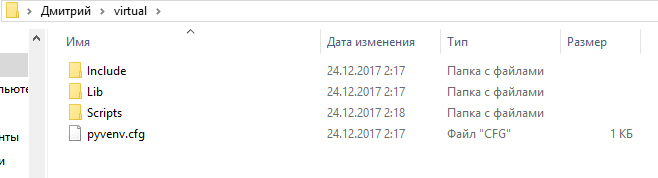 Дмитрий › virtual ›
Имя Дата изменения Тип Размер
Include 24.12.2017 2:17 Папка с файлами
Lib 24.12.2017 2:17 Папка с файлами
Scripts 24.12.2017 2:18 Папка с файлами
pyvenv.cfg 24.12.2017 2:17 Файл "CFG" 1 КБ